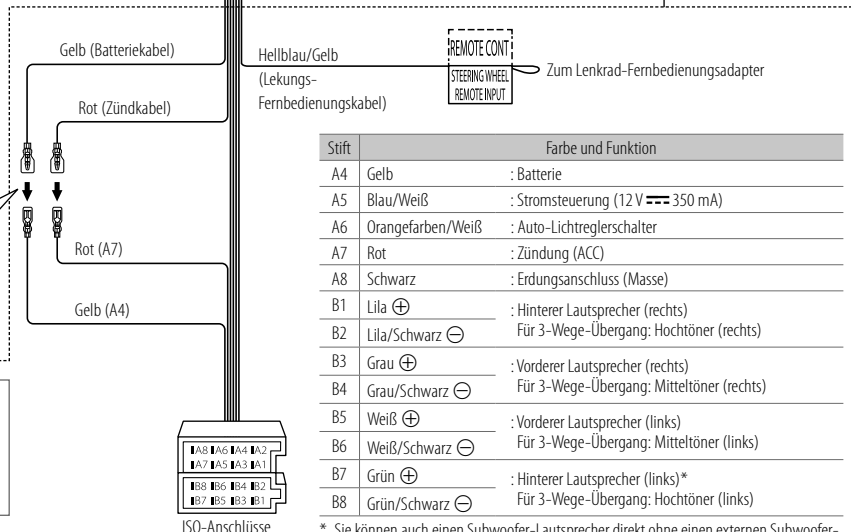 Gelb (Batteriekabel)
Hellblau/Gelb
(Lekungs-
Fernbedienungskabel)
REMOTE CONT
STEERING WHEEL
REMOTE INPUT
Zum Lenkrad-Fernbedienungsadapter
Rot (Zündkabel)
Rot (A7)
Gelb (A4)
Stift Farbe und Funktion
A4 Gelb : Batterie
A5 Blau/Weiß : Stromsteuerung (12 V ⎓ 350 mA)
A6 Orangefarben/Weiß : Auto-Lichtreglerschalter
A7 Rot : Zündung (ACC)
A8 Schwarz : Erdungsanschluss (Masse)
B1 Lila ⊕ : Hinterer Lautsprecher (rechts)
B2 Lila/Schwarz ⊖ Für 3-Wege-Übergang: Hochtöner (rechts)
B3 Grau ⊕ : Vorderer Lautsprecher (rechts)
B4 Grau/Schwarz ⊖ Für 3-Wege-Übergang: Mitteltöner (rechts)
B5 Weiß ⊕ : Vorderer Lautsprecher (links)
B6 Weiß/Schwarz ⊖ Für 3-Wege-Übergang: Mitteltöner (links)
B7 Grün ⊕ : Hinterer Lautsprecher (links)*
B8 Grün/Schwarz ⊖ Für 3-Wege-Übergang: Hochtöner (links)
A8 A6 A4 A2
A7 A5 A3 A1
B8 B6 B4 B2
B7 B5 B3 B1
ISO-Anschlüsse
* Sie können auch einen Subwoofer-Lautsprecher direkt ohne einen externen Subwoofer-